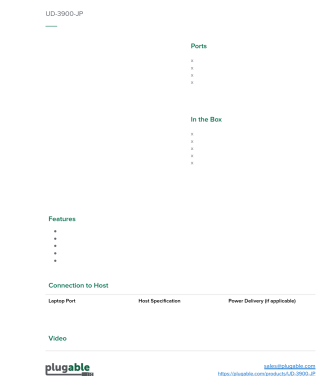 UD-3900-JP
Ports
In the Box
Features
Connection to Host
Laptop Port Host Specification Power Delivery (if applicable)
Video
plugable
sales@plugable.com
https://plugable.com/products/UD-3900-JP